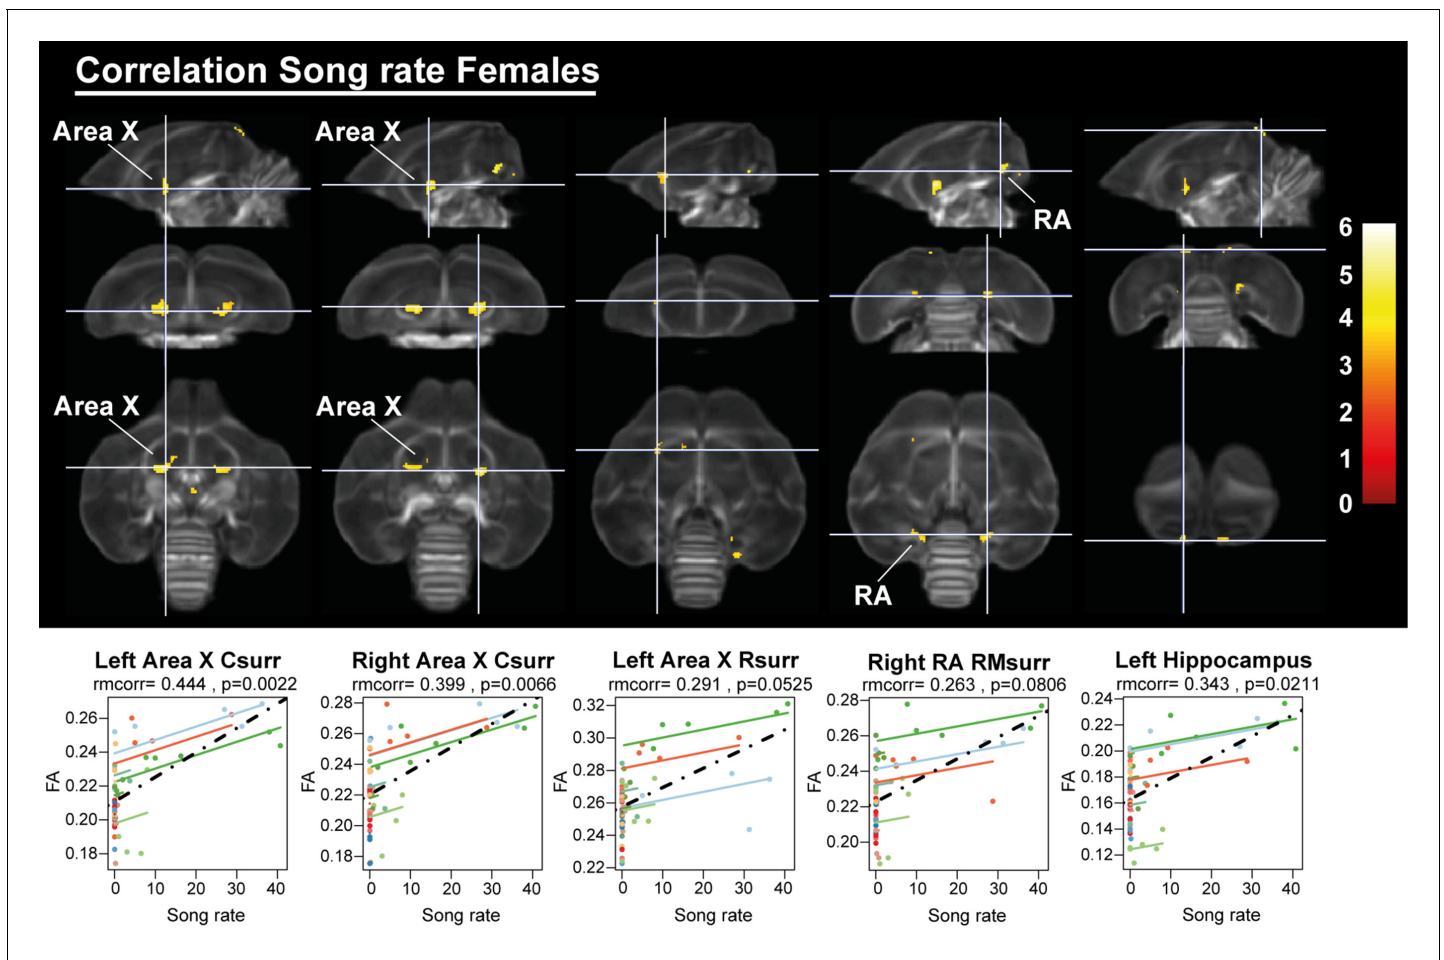 Correlation Song rate Females
Area X
Area X
RA
6
5
4
3
2
1
0
Area X
Area X
RA
Left Area X Csurr
rmcorr= 0.444 , p=0.0022
0.26
0.24
0.22
0.20
0.18
FA
0 10 20 30 40
Song rate
Right Area X Csurr
rmcorr= 0.399 , p=0.0066
0.28
0.26
0.24
0.22
0.20
0.18
FA
0 10 20 30 40
Song rate
Left Area X Rsurr
rmcorr= 0.291 , p=0.0525
0.32
0.30
0.28
0.26
0.24
0.22
FA
0 10 20 30 40
Song rate
Right RA RMsurr
rmcorr= 0.263 , p=0.0806
0.28
0.26
0.24
0.22
0.20
FA
0 10 20 30 40
Song rate
Left Hippocampus
rmcorr= 0.343 , p=0.0211
0.24
0.22
0.20
0.18
0.16
0.14
0.12
FA
0 10 20 30 40
Song rate